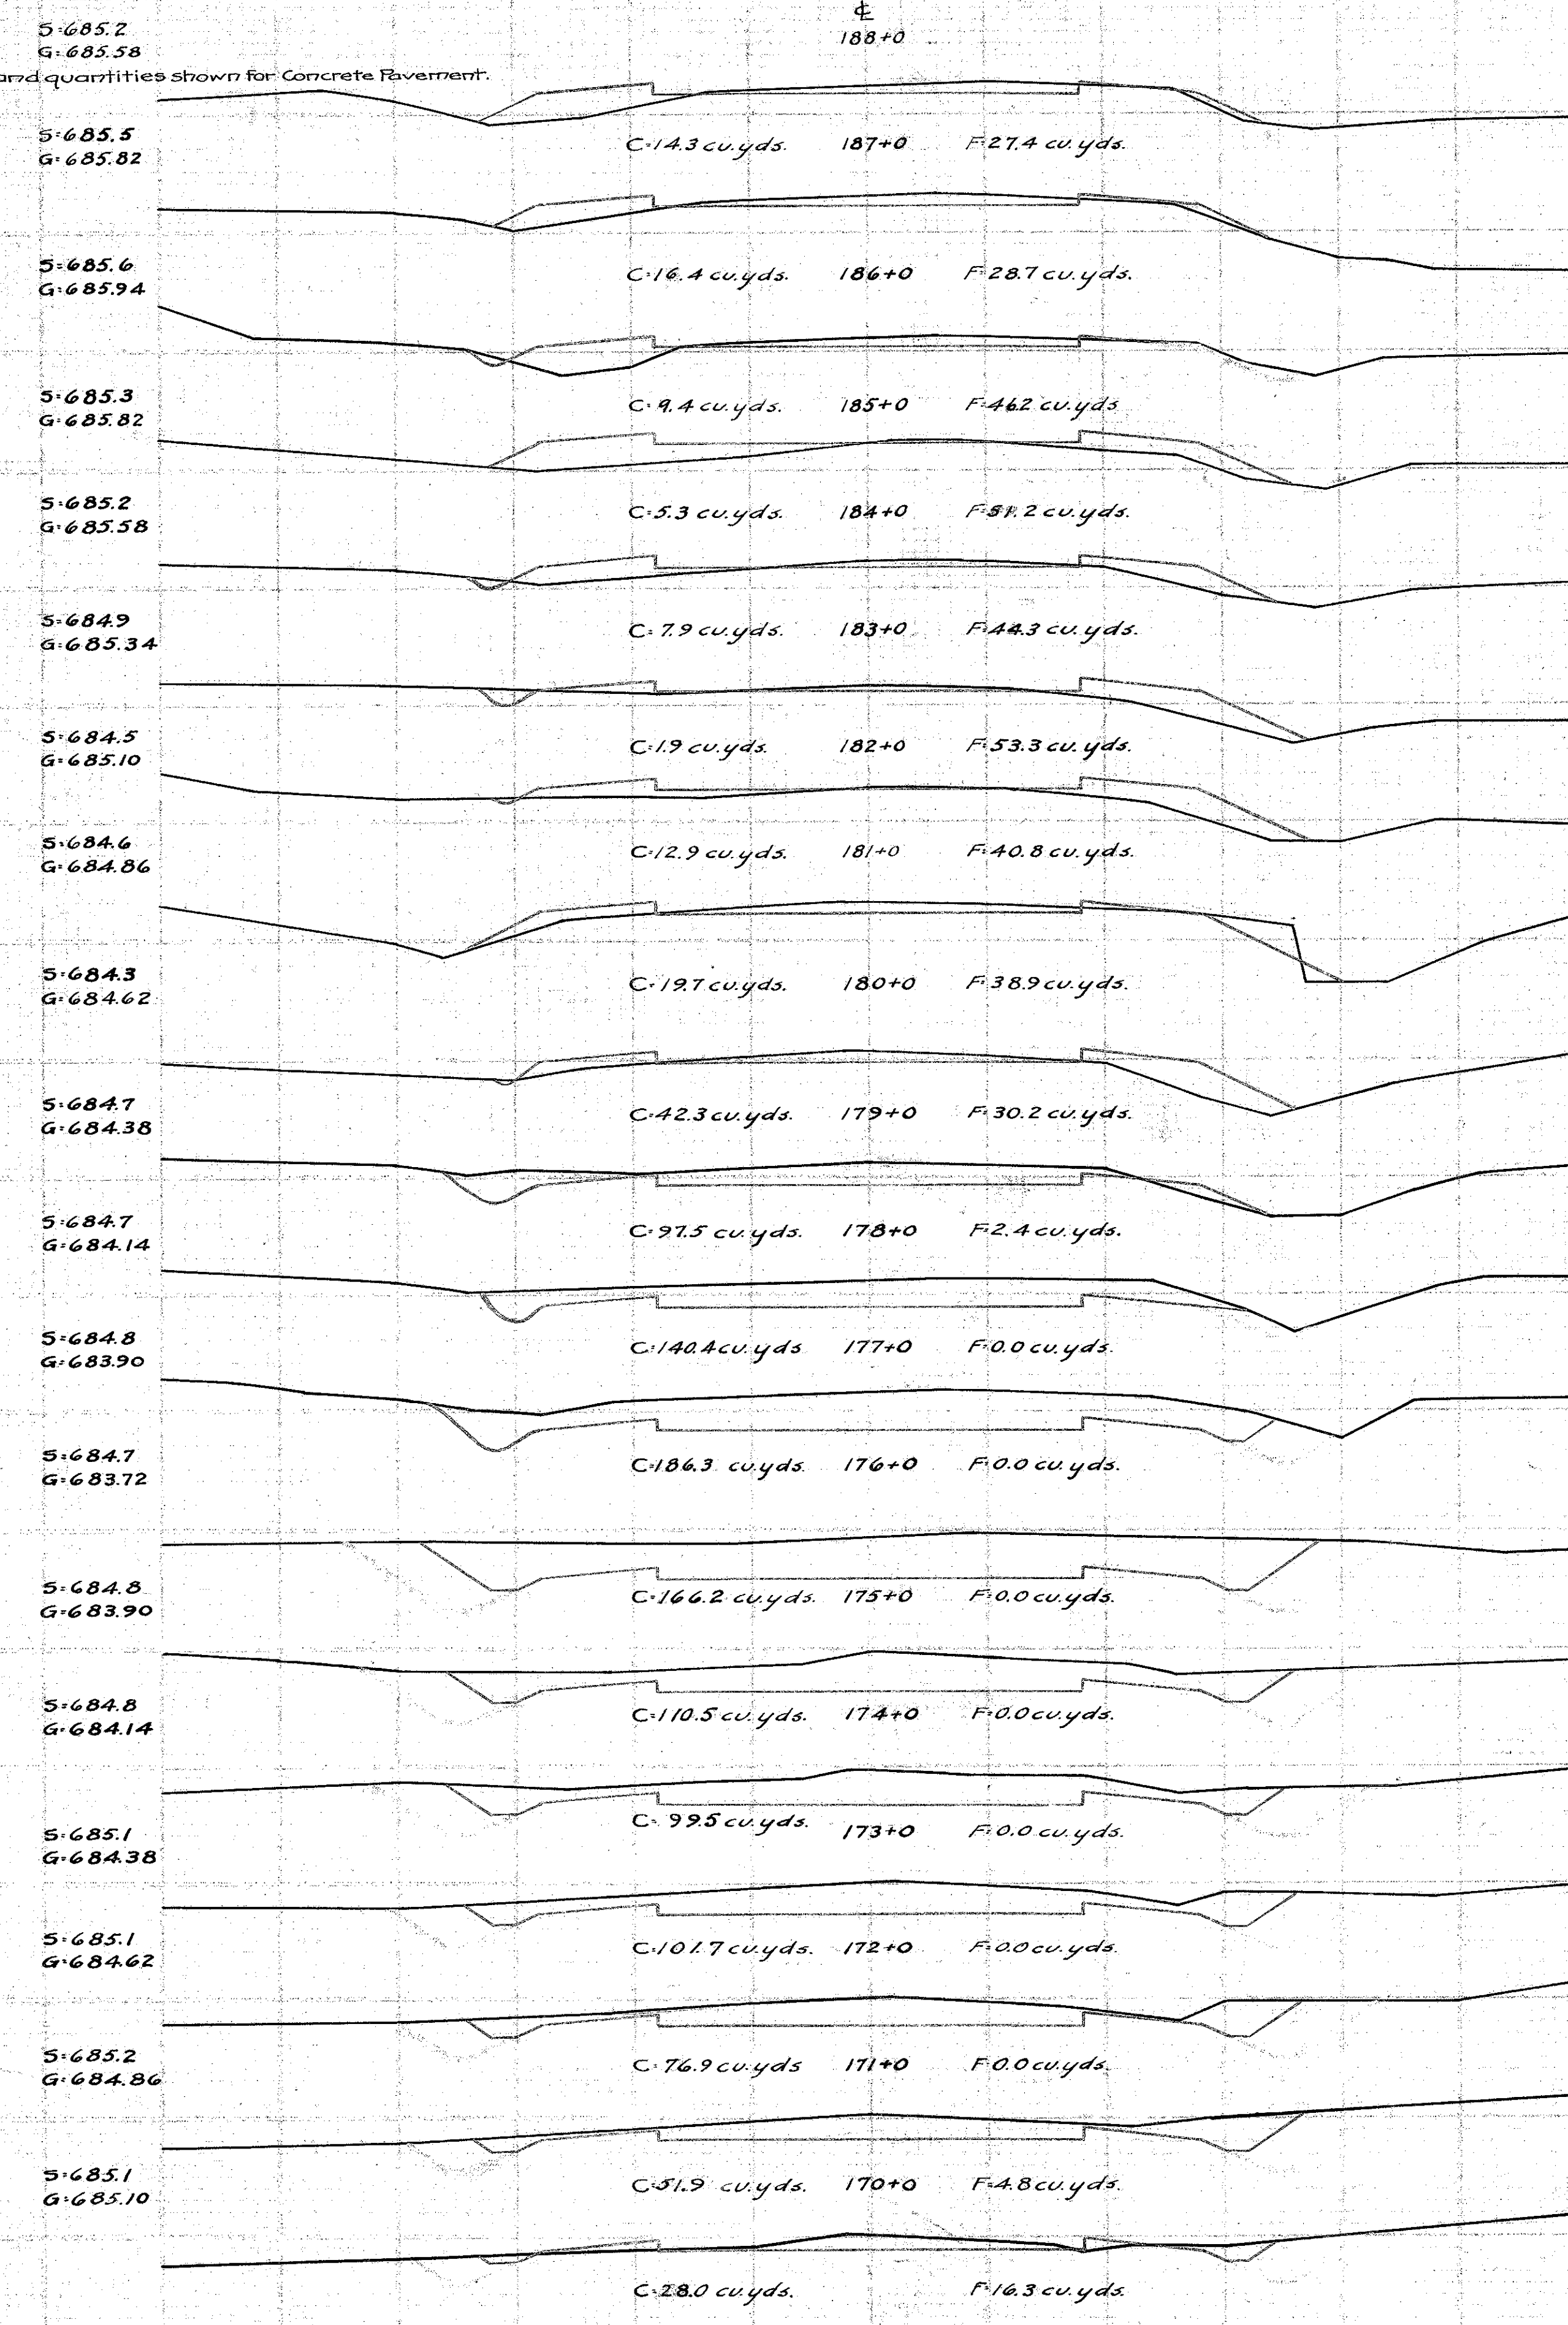 ℄
S=685.2 188+0
G=685.58
and quantities shown for Concrete Pavement.
S=685.5 C=14.3 cu.yds. 187+0 F=27.4 cu.yds.
G=685.82
S=685.6 C=16.4 cu.yds. 186+0 F=28.7 cu.yds.
G=685.94
S=685.3 C=9.4 cu.yds. 185+0 F=46.2 cu.yds
G=685.82
S=685.2 C=5.3 cu.yds. 184+0 cu.yds.
G=685.58
S=684.9 C=7.9 cu.yds. 183+0 F=44.3 cu.yds.
G=685.34
S=684.5 C=1.9 cu.yds. 182+0 F=53.3 cu.yds.
G=685.10
S=684.6 C=12.9 cu.yds. 181+0 F=40.8 cu.yds.
G=684.86
S=684.3 C=19.7 cu.yds. 180+0 F=38.9 cu.yds.
G=684.62
S=684.7 C=42.3 cu.yds. 179+0 F=30.2 cu.yds.
G=684.38
S=684.7 C=97.5 cu.yds. 178+0 F=2.4 cu.yds.
G=684.14
S=684.8 C=140.4 cu.yds 177+0 F=0.0 cu.yds.
G=683.90
S=684.7 C=186.3 cu.yds. 176+0 F=0.0 cu.yds.
G=683.72
S=684.8 C=166.2 cu.yds. 175+0 F=0.0 cu.yds.
G=683.90
S=684.8 C=110.5 cu.yds. 174+0 F=0.0 cu.yds.
G=684.14
S=685.1 C=99.5 cu.yds. 173+0 F=0.0 cu.yds.
G=684.38
S=685.1 C=101.7 cu.yds. 172+0 F=0.0 cu.yds.
G=684.62
S=685.2 C=76.9 cu.yds 171+0 F=0.0 cu.yds.
G=684.86
S=685.1 C=51.9 cu.yds. 170+0 F=4.8 cu.yds.
G=685.10
C=28.0 cu.yds. F=16.3 cu.yds.